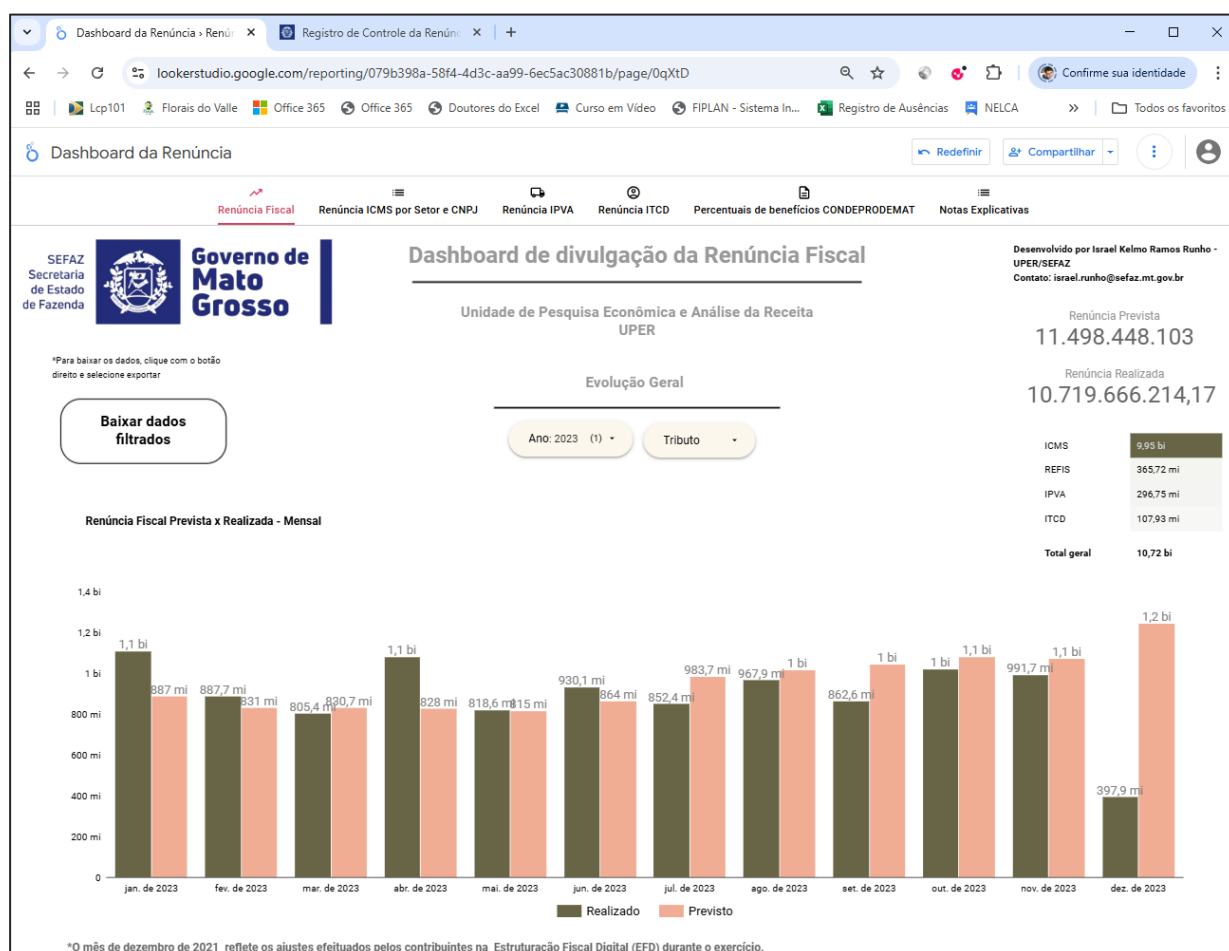 Dashboard da Renúncia › Renúr
Registro de Controle da Renúnc
lookerstudio.google.com/reporting/079b398a-58f4-4d3c-aa99-6ec5ac30881b/page/0qXtD
Confirme sua identidade
Lcp101 Florais do Valle Office 365 Office 365 Doutores do Excel Curso em Vídeo FIPLAN - Sistema In... Registro de Ausências NELCA » Todos os favoritos
Dashboard da Renúncia
Redefinir
Compartilhar
Renúncia Fiscal
Renúncia ICMS por Setor e CNPJ
Renúncia IPVA
Renúncia ITCD
Percentuais de benefícios CONDEPRODEMAT
Notas Explicativas
SEFAZ
Secretaria
de Estado
de Fazenda
Governo de
Mato
Grosso
Dashboard de divulgação da Renúncia Fiscal
Desenvolvido por Israel Kelmo Ramos Runho -
UPER/SEFAZ
Contato: israel.runho@sefaz.mt.gov.br
Unidade de Pesquisa Econômica e Análise da Receita
UPER
Renúncia Prevista
11.498.448.103
Renúncia Realizada
10.719.666.214,17
*Para baixar os dados, clique com o botão
direito e selecione exportar
Baixar dados
filtrados
Evolução Geral
Ano: 2023 (1)
Tributo
ICMS 9,95 bi
REFIS 365,72 mi
IPVA 296,75 mi
ITCD 107,93 mi
Total geral 10,72 bi
Renúncia Fiscal Prevista x Realizada - Mensal
1,4 bi
1,2 bi
1 bi
800 mi
600 mi
400 mi
200 mi
0
1,1 bi 887 mi
887,7 mi 831 mi
805,4 mi 830,7 mi
1,1 bi 828 mi
818,6 mi 815 mi
930,1 mi 864 mi
852,4 mi 983,7 mi
967,9 mi 1 bi
862,6 mi 1 bi
1 bi 1,1 bi
991,7 mi 1,1 bi
397,9 mi 1,2 bi
jan. de 2023 fev. de 2023 mar. de 2023 abr. de 2023 mai. de 2023 jun. de 2023 jul. de 2023 ago. de 2023 set. de 2023 out. de 2023 nov. de 2023 dez. de 2023
Realizado Previsto
*O mês de dezembro de 2021 reflete os ajustes efetuados pelos contribuintes na Estruturação Fiscal Digital (EFD) durante o exercício.